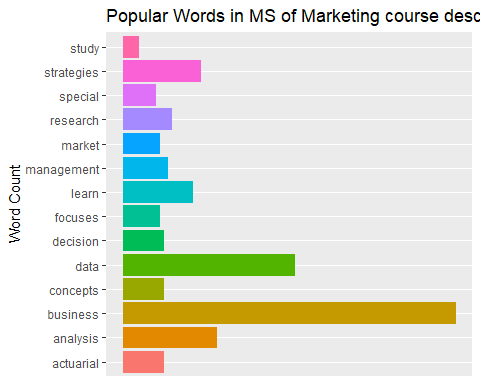 Popular Words in MS of Marketing course desc
study
strategies
special
research
market
management
learn
focuses
decision
data
concepts
business
analysis
actuarial
Word Count